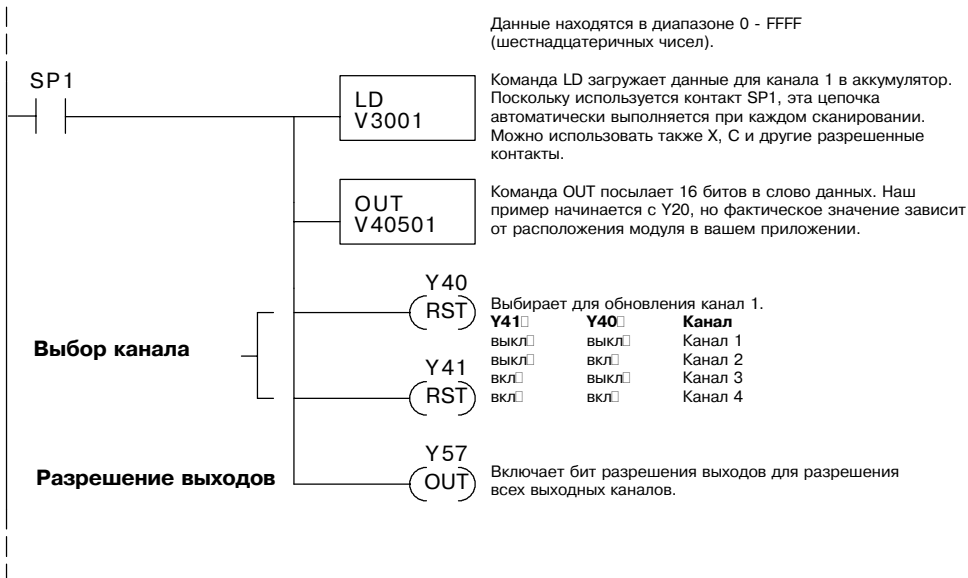 Данные находятся в диапазоне 0 - FFFF
(шестнадцатеричных чисел).
SP1
LD
V3001
Команда LD загружает данные для канала 1 в аккумулятор.
Поскольку используется контакт SP1, эта цепочка
автоматически выполняется при каждом сканировании.
Можно использовать также X, C и другие разрешенные
контакты.
OUT
V40501
Команда OUT посылает 16 битов в слово данных. Наш
пример начинается с Y20, но фактическое значение зависит
от расположения модуля в вашем приложении.
Выбор канала
Y40
RST
Y41
RST
Выбирает для обновления канал 1.
Y41 Y40 Канал
выкл выкл Канал 1
выкл вкл Канал 2
вкл выкл Канал 3
вкл вкл Канал 4
Разрешение выходов
Y57
OUT
Включает бит разрешения выходов для разрешения
всех выходных каналов.